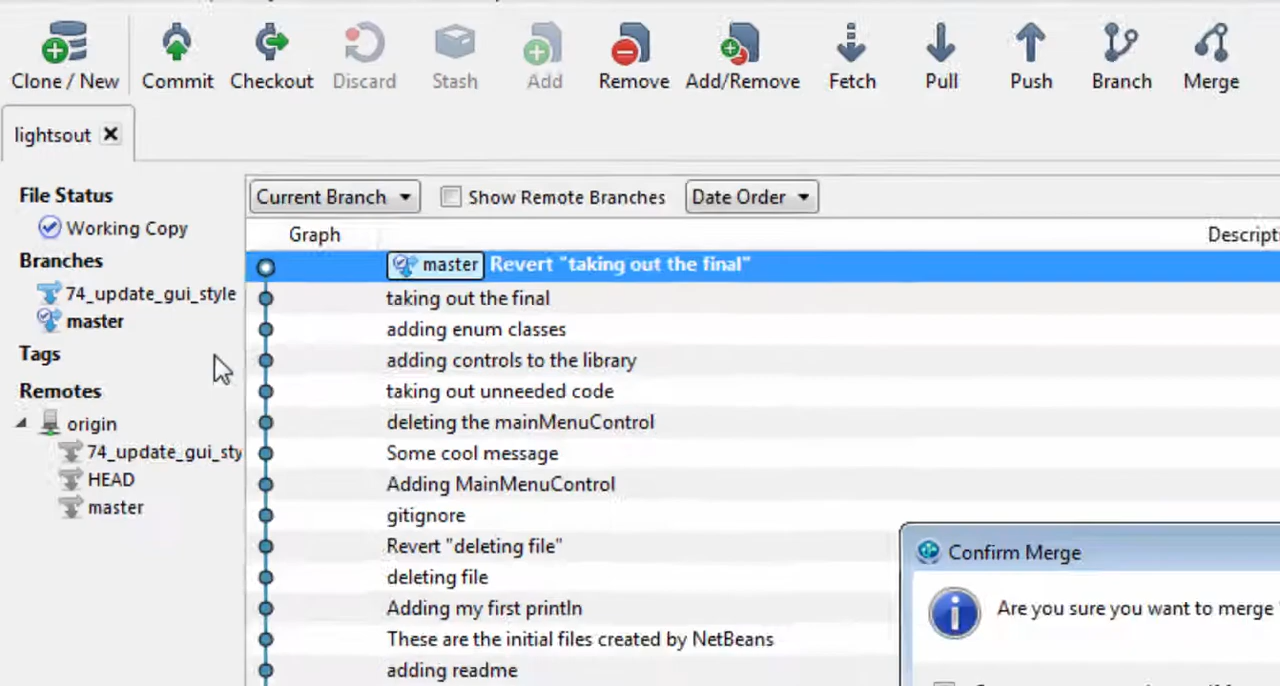 Clone / New Commit Checkout Discard Stash Add Remove Add/Remove Fetch Pull Push Branch Merge
lightsout
File Status
Working Copy
Branches
74_update_gui_style
master
Tags
Remotes
origin
74_update_gui_sty
HEAD
master
Current Branch Show Remote Branches Date Order
Graph Descripti
master Revert "taking out the final"
taking out the final
adding enum classes
adding controls to the library
taking out unneeded code
deleting the mainMenuControl
Some cool message
Adding MainMenuControl
gitignore
Revert "deleting file"
deleting file
Adding my first println
These are the initial files created by NetBeans
adding readme
Confirm Merge
Are you sure you want to merge